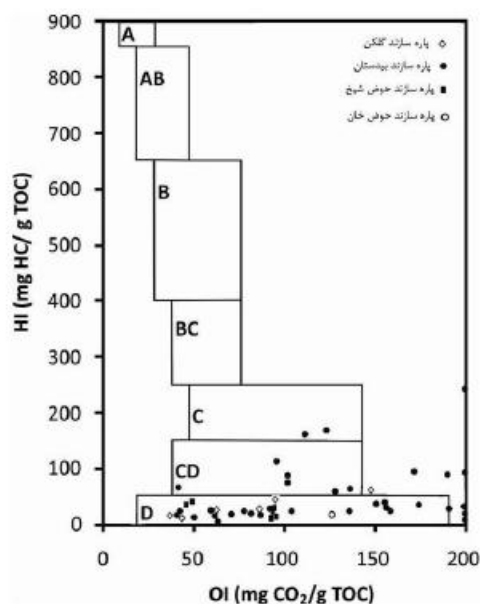 900
800
700
600
500
400
300
200
100
0
HI (mg HC/ g TOC)
A
AB
B
BC
C
CD
D
پاره سازند گلکن
پاره سازند بیدستان
پاره سازند حوض شیخ
پاره سازند حوض خان
0 50 100 150 200
OI (mg CO₂/g TOC)